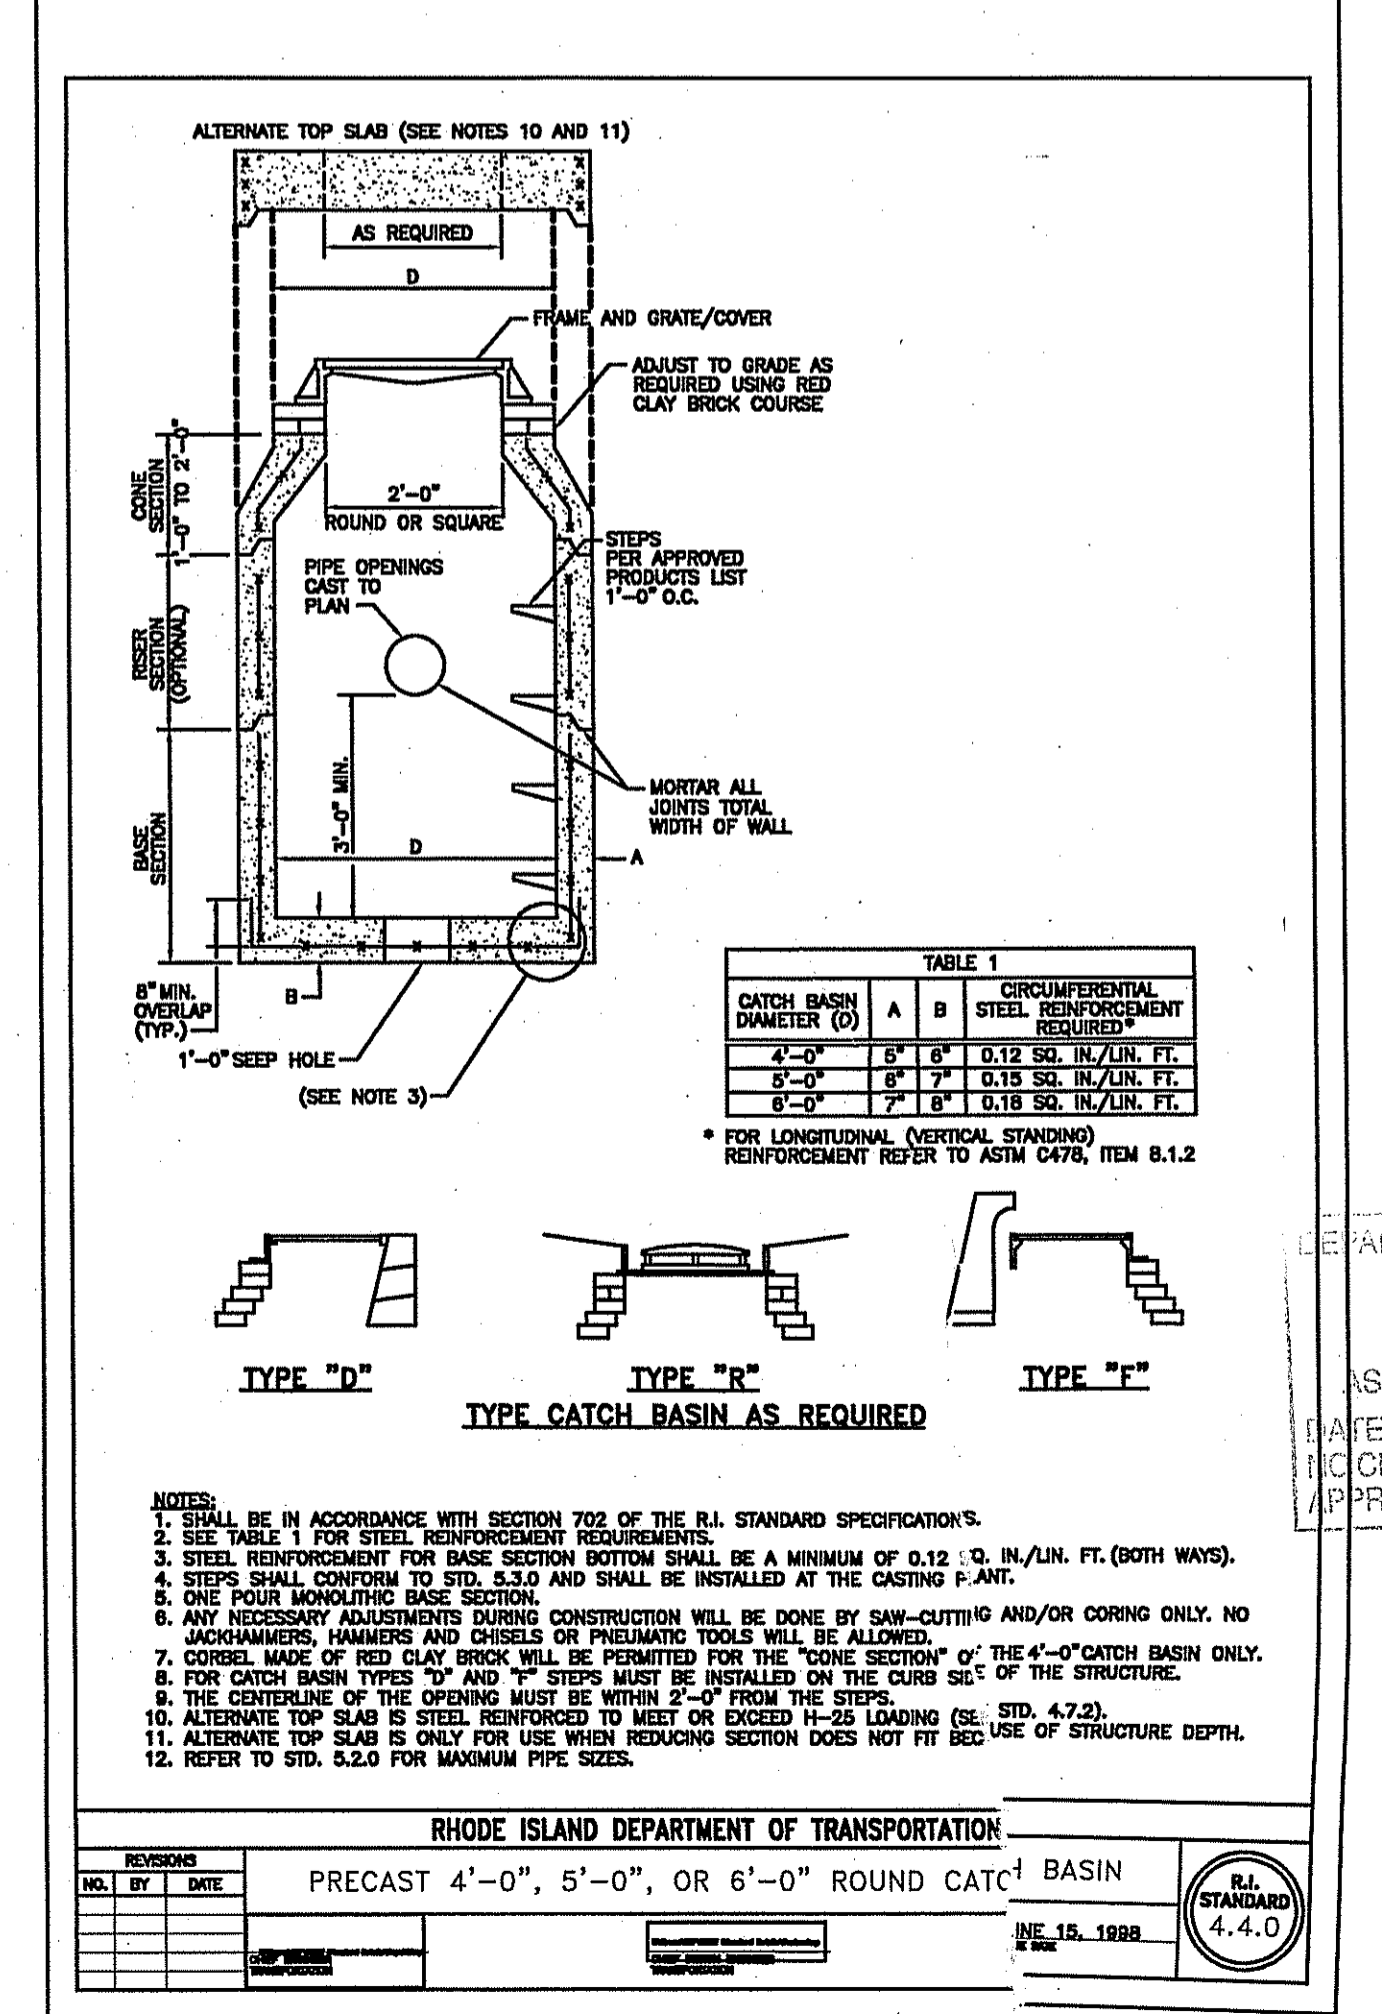 ALTERNATE TOP SLAB (SEE NOTES 10 AND 11)
AS REQUIRED
D
FRAME AND GRATE/COVER
ADJUST TO GRADE AS
REQUIRED USING RED
CLAY BRICK COURSE
CONE
SECTION
1'-0" TO 2'-0"
2'-0"
ROUND OR SQUARE
STEPS
PER APPROVED
PRODUCTS LIST
1'-0" O.C.
PIPE OPENINGS
CAST TO
PLAN
RISER
SECTION
(OPTIONAL)
MORTAR ALL
JOINTS TOTAL
WIDTH OF WALL
3'-0" MIN.
BASE
SECTION
D
A
8" MIN.
OVERLAP
(TYP.)
B
1'-0" SEEP HOLE
(SEE NOTE 3)
TABLE 1
CATCH BASIN
DIAMETER (D)
A
B
CIRCUMFERENTIAL
STEEL REINFORCEMENT
REQUIRED*
4'-0" 5" 6" 0.12 SQ. IN./LIN. FT.
5'-0" 6" 7" 0.15 SQ. IN./LIN. FT.
6'-0" 7" 8" 0.18 SQ. IN./LIN. FT.
* FOR LONGITUDINAL (VERTICAL STANDING)
REINFORCEMENT REFER TO ASTM C478, ITEM 8.1.2
TYPE "D"
TYPE "R"
TYPE "F"
TYPE CATCH BASIN AS REQUIRED
NOTES:
1. SHALL BE IN ACCORDANCE WITH SECTION 702 OF THE R.I. STANDARD SPECIFICATIONS.
2. SEE TABLE 1 FOR STEEL REINFORCEMENT REQUIREMENTS.
3. STEEL REINFORCEMENT FOR BASE SECTION BOTTOM SHALL BE A MINIMUM OF 0.12 SQ. IN./LIN. FT. (BOTH WAYS).
4. STEPS SHALL CONFORM TO STD. 5.3.0 AND SHALL BE INSTALLED AT THE CASTING PLANT.
5. ONE POUR MONOLITHIC BASE SECTION.
6. ANY NECESSARY ADJUSTMENTS DURING CONSTRUCTION WILL BE DONE BY SAW-CUTTING AND/OR CORING ONLY. NO
JACKHAMMERS, HAMMERS AND CHISELS OR PNEUMATIC TOOLS WILL BE ALLOWED.
7. CORBEL MADE OF RED CLAY BRICK WILL BE PERMITTED FOR THE "CONE SECTION" OF THE 4'-0" CATCH BASIN ONLY.
8. FOR CATCH BASIN TYPES "D" AND "F" STEPS MUST BE INSTALLED ON THE CURB SIDE OF THE STRUCTURE.
9. THE CENTERLINE OF THE OPENING MUST BE WITHIN 2'-0" FROM THE STEPS.
10. ALTERNATE TOP SLAB IS STEEL REINFORCED TO MEET OR EXCEED H-25 LOADING (SEE STD. 4.7.2).
11. ALTERNATE TOP SLAB IS ONLY FOR USE WHEN REDUCING SECTION DOES NOT FIT BECAUSE OF STRUCTURE DEPTH.
12. REFER TO STD. 5.2.0 FOR MAXIMUM PIPE SIZES.
RHODE ISLAND DEPARTMENT OF TRANSPORTATION
REVISIONS
NO. BY DATE
PRECAST 4'-0", 5'-0", OR 6'-0" ROUND CATCH BASIN
INE 15, 1998
R.I.
STANDARD
4.4.0
DEPA
AS
DATE
APPR